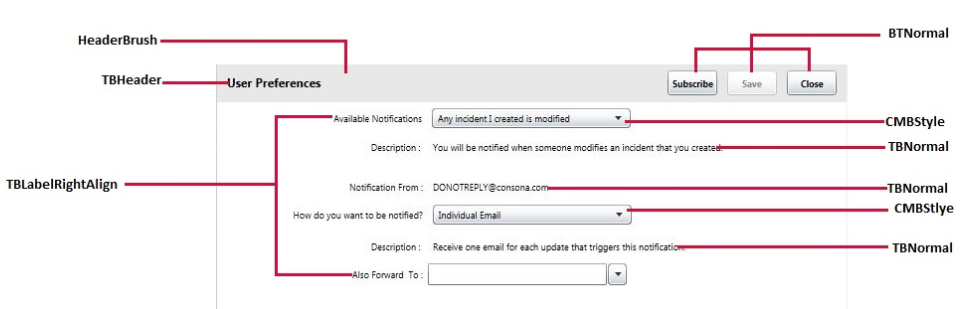 BTNormal
HeaderBrush
TBHeader
User Preferences
Subscribe
Save
Close
Available Notifications
Any incident I created is modified
CMBStyle
Description :
You will be notified when someone modifies an incident that you created.
TBNormal
TBLabelRightAlign
Notification From :
DONOTREPLY@consona.com
TBNormal
How do you want to be notified?
Individual Email
CMBStlye
Description :
Receive one email for each update that triggers this notification.
TBNormal
Also Forward To :